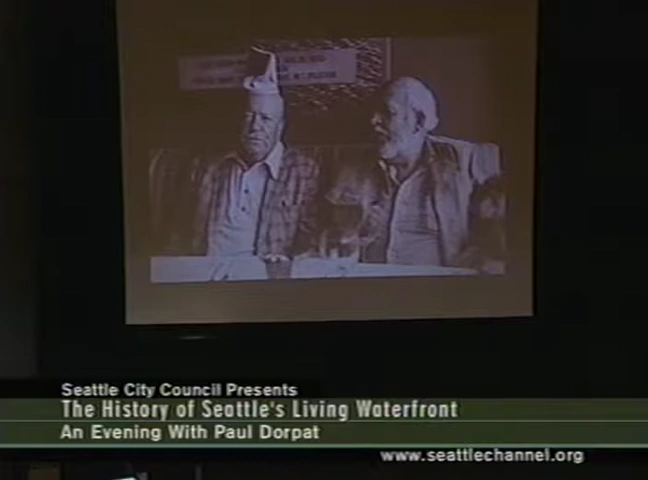 Seattle City Council Presents
The History of Seattle's Living Waterfront
An Evening With Paul Dorpat
www.seattlechannel.org